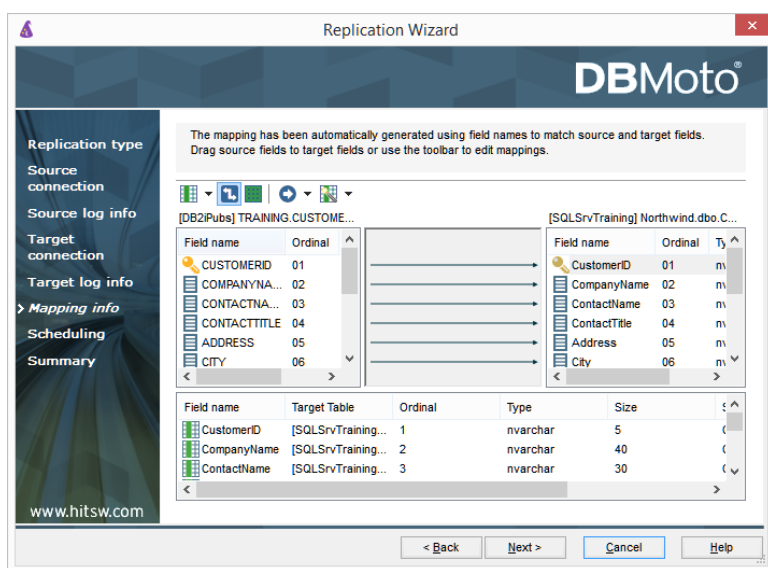 Replication Wizard
DBMoto®
Replication type
Source
connection
Source log info
Target
connection
Target log info
Mapping info
Scheduling
Summary
www.hitsw.com
The mapping has been automatically generated using field names to match source and target fields.
Drag source fields to target fields or use the toolbar to edit mappings.
[DB2iPubs] TRAINING.CUSTOME...
Field name Ordinal
CUSTOMERID 01
COMPANYNA... 02
CONTACTNA... 03
CONTACTTITLE 04
ADDRESS 05
CITY 06
[SQLSrvTraining] Northwind.dbo.C...
Field name Ordinal
CustomerID 01
CompanyName 02
ContactName 03
ContactTitle 04
Address 05
City 06
Field name Target Table Ordinal Type Size
CustomerID [SQLSrvTraining... 1 nvarchar 5
CompanyName [SQLSrvTraining... 2 nvarchar 40
ContactName [SQLSrvTraining... 3 nvarchar 30
< Back Next > Cancel Help